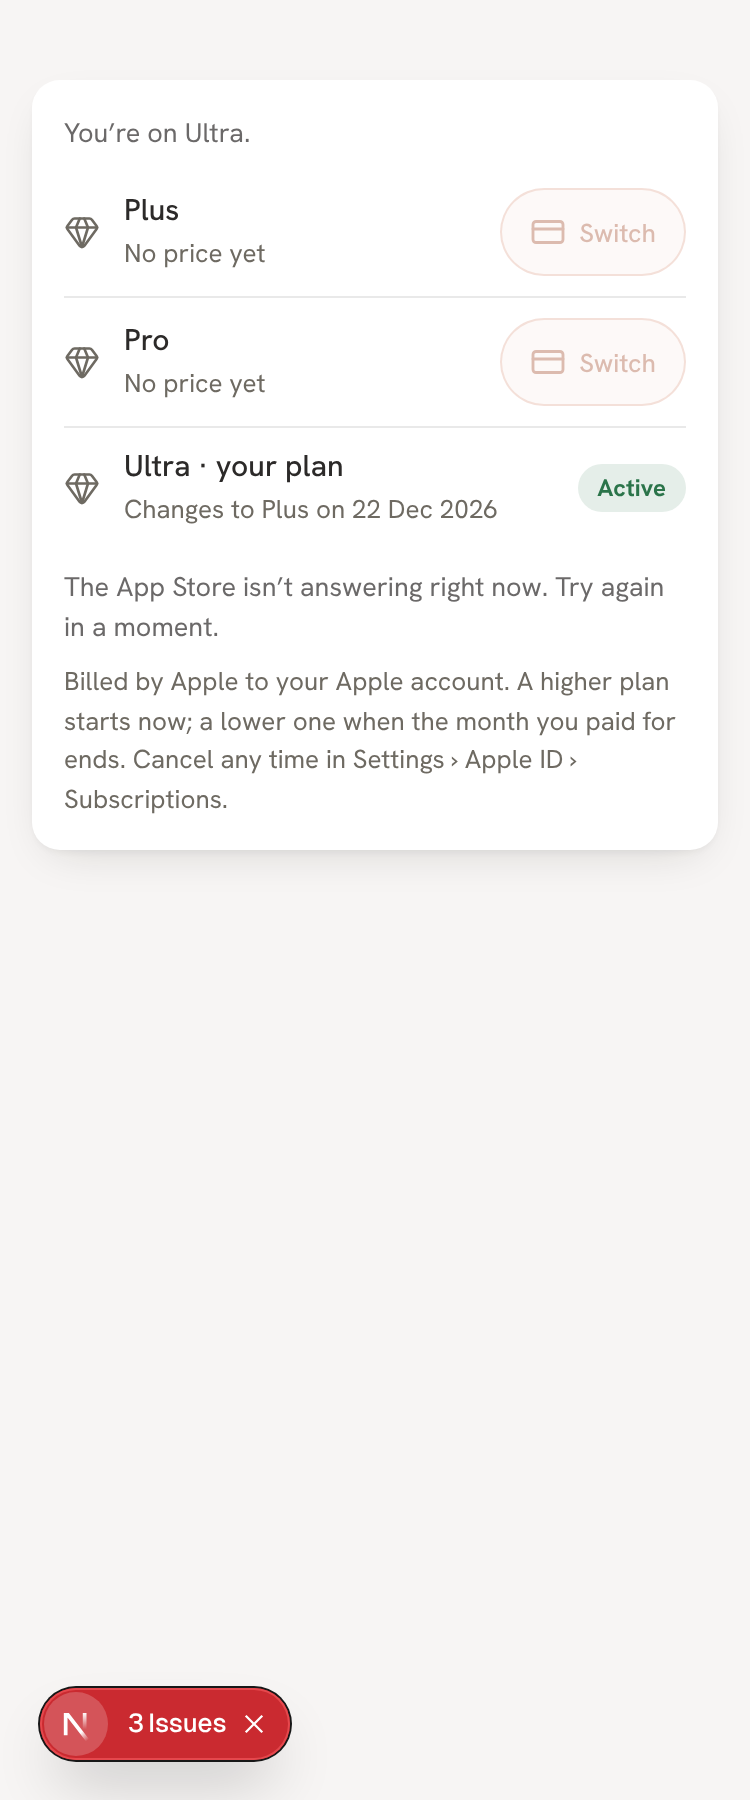 You’re on Ultra.
Plus
No price yet
Switch
Pro
No price yet
Switch
Ultra · your plan
Changes to Plus on 22 Dec 2026
Active
The App Store isn’t answering right now. Try again
in a moment.
Billed by Apple to your Apple account. A higher plan
starts now; a lower one when the month you paid for
ends. Cancel any time in Settings › Apple ID ›
Subscriptions.
N
3 Issues